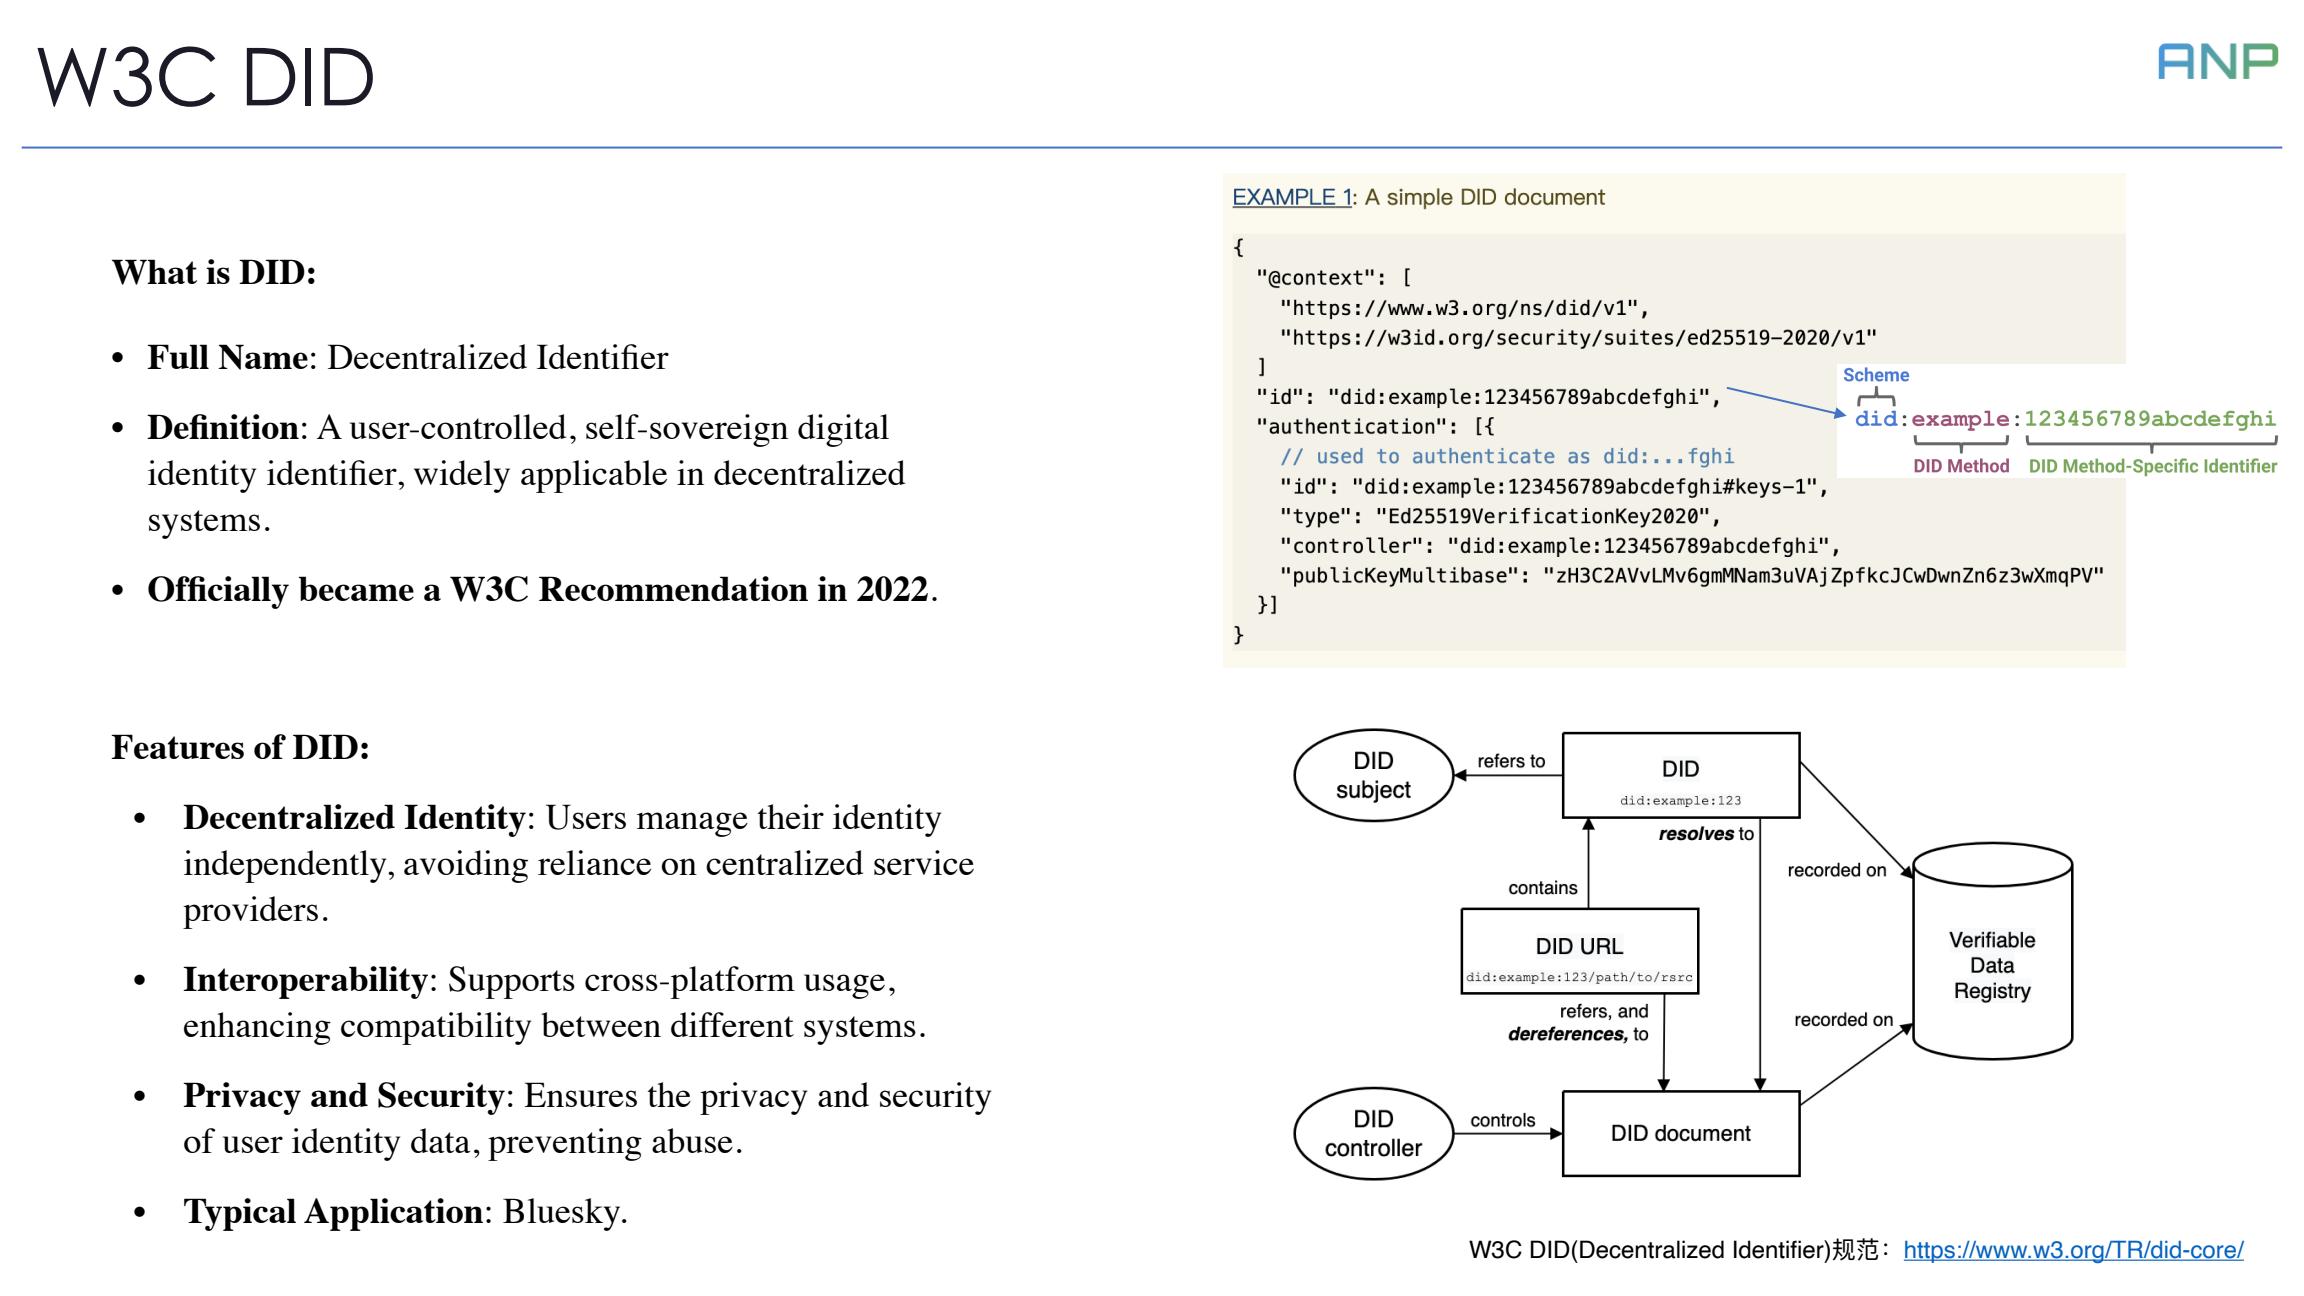 W3C DID
ANP
What is DID:
• Full Name: Decentralized Identifier
• Definition: A user-controlled, self-sovereign digital
identity identifier, widely applicable in decentralized
systems.
• Officially became a W3C Recommendation in 2022.
Features of DID:
• Decentralized Identity: Users manage their identity
independently, avoiding reliance on centralized service
providers.
• Interoperability: Supports cross-platform usage,
enhancing compatibility between different systems.
• Privacy and Security: Ensures the privacy and security
of user identity data, preventing abuse.
• Typical Application: Bluesky.
EXAMPLE 1: A simple DID document
{
"@context": [
"https://www.w3.org/ns/did/v1",
"https://w3id.org/security/suites/ed25519-2020/v1"
]
"id": "did:example:123456789abcdefghi",
"authentication": [{
// used to authenticate as did:...fghi
"id": "did:example:123456789abcdefghi#keys-1",
"type": "Ed25519VerificationKey2020",
"controller": "did:example:123456789abcdefghi",
"publicKeyMultibase": "zH3C2AVvLMv6gmMNam3uVAjZpfkcJCwDwnZn6z3wXmqPV"
}]
}
Scheme
did:example:123456789abcdefghi
DID Method
DID Method-Specific Identifier
DID
subject
refers to
DID
did:example:123
resolves to
recorded on
contains
DID URL
did:example:123/path/to/rsrc
Verifiable
Data
Registry
refers, and
dereferences, to
recorded on
DID
controller
controls
DID document
W3C DID(Decentralized Identifier)规范： https://www.w3.org/TR/did-core/